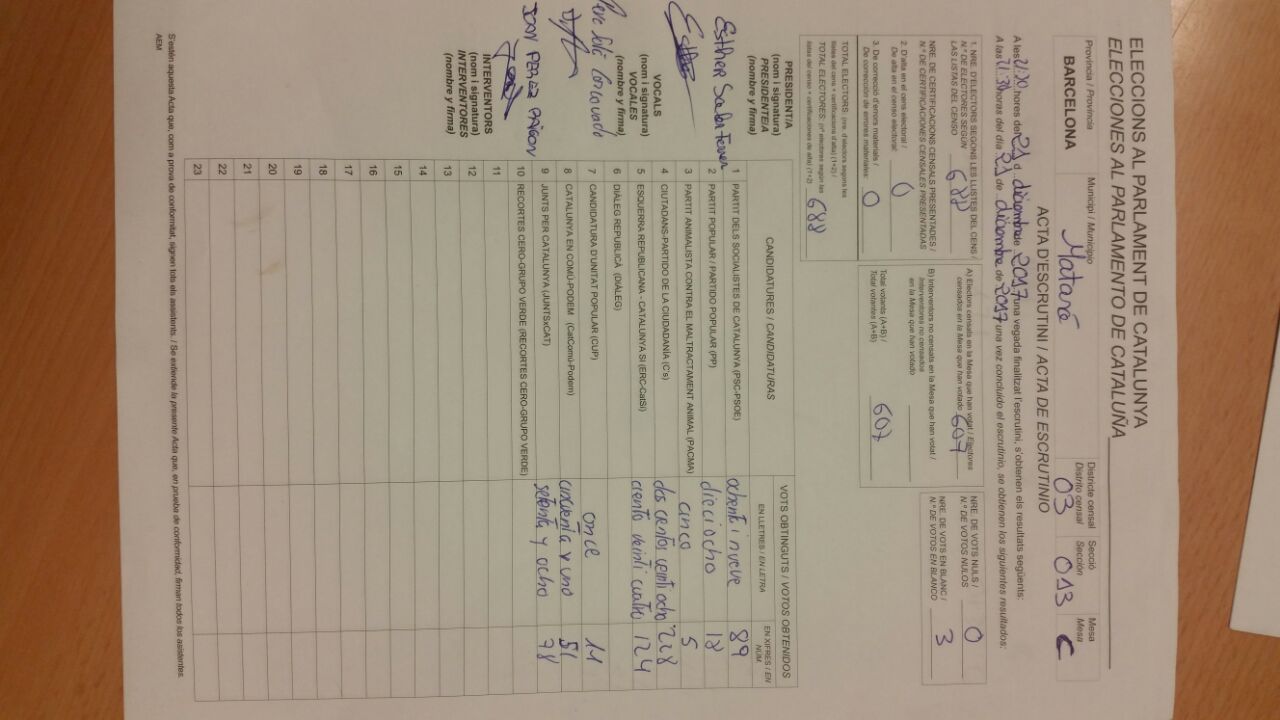 ELECCIONS AL PARLAMENT DE CATALUNYA
ELECCIONES AL PARLAMENTO DE CATALUÑA
ACTA D'ESCRUTINI / ACTA DE ESCRUTINIO
Província / Provincia
BARCELONA
Municipi / Municipio
Mataró
Districte censal
Distrito censal
03
Secció
Sección
013
Mesa
Mesa
C
A les 21:30 hores del 21 d diciembre de 2017 una vegada finalitzat l'escrutini, s'obtenen els resultats següents:
A las 21:30 horas del día 21 de diciembre de 2017 una vez concluido el escrutinio, se obtienen los siguientes resultados:
1. NRE. D'ELECTORS SEGONS LES LLISTES DEL CENS /
N.º DE ELECTORES SEGÚN
LAS LISTAS DEL CENSO 688
NRE. DE CERTIFICACIONS CENSALS PRESENTADES /
N.º DE CERTIFICACIONES CENSALES PRESENTADAS
2. D'alta en el cens electoral /
De alta en el censo electoral: 0
3. De correcció d'errors materials /
De corrección de errores materiales: 0
TOTAL ELECTORS: (nre. d'electors segons les
llistes del cens + certificacions d'alta) (1+2) /
TOTAL ELECTORES: (nº electores según las
listas del censo + certificaciones de alta) (1+2) 688
A) Electors censats en la Mesa que han votat / Electores
censados en la Mesa que han votado 607
B) Interventors no censats en la Mesa que han votat /
Interventores no censados
en la Mesa que han votado
Total votants (A+B) /
Total votantes (A+B) 607
NRE. DE VOTS NULS /
N.º DE VOTOS NULOS 0
NRE. DE VOTS EN BLANC /
N.º DE VOTOS EN BLANCO 3
CANDIDATURES / CANDIDATURAS
VOTS OBTINGUTS / VOTOS OBTENIDOS
EN LLETRES / EN LETRA
EN XIFRES / EN NÚM.
1 PARTIT DELS SOCIALISTES DE CATALUNYA (PSC-PSOE) ochenti nueve 89
2 PARTIT POPULAR / PARTIDO POPULAR (PP) dieciocho 18
3 PARTIT ANIMALISTA CONTRA EL MALTRACTAMENT ANIMAL (PACMA) cinco 5
4 CIUTADANS-PARTIDO DE LA CIUDADANÍA (C's) dos cientos veinti ocho 228
5 ESQUERRA REPUBLICANA - CATALUNYA SÍ (ERC-CatSí) ciento veinti cuatro 124
6 DIÀLEG REPUBLICÀ (DIÀLEG)
7 CANDIDATURA D'UNITAT POPULAR (CUP) once 11
8 CATALUNYA EN COMÚ-PODEM (CatComú-Podem) cincuenta y uno 51
9 JUNTS PER CATALUNYA (JUNTSxCAT) setenta y ocho 78
10 RECORTES CERO-GRUPO VERDE (RECORTES CERO-GRUPO VERDE)
11
12
13
14
15
16
17
18
19
20
21
22
23
PRESIDENT/A
(nom i signatura)
PRESIDENTE/A
(nombre y firma)
Esther
Esther
VOCALS
(nom i signatura)
VOCALES
(nombre y firma)
Pere
INTERVENTORS
(nom i signatura)
INTERVENTORES
(nombre y firma)
S'estén aquesta Acta que, com a prova de conformitat, signen tots els assistents. / Se extiende la presente Acta que, en prueba de conformidad, firman todos los asistentes.
AEM